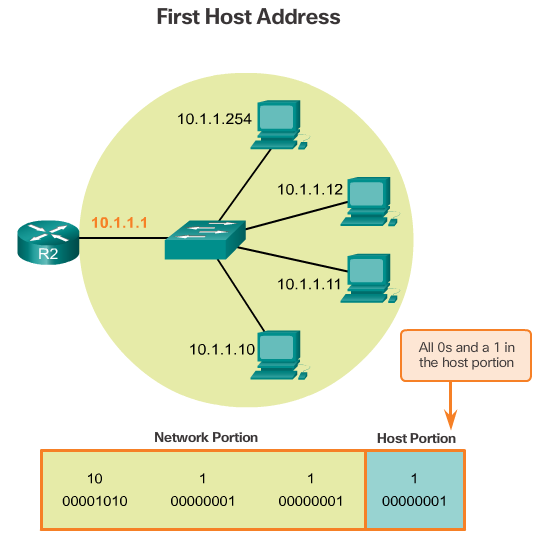 First Host Address
10.1.1.254
10.1.1.12
10.1.1.1
R2
10.1.1.11
10.1.1.10
All 0s and a 1 in
the host portion
Network Portion
Host Portion
10 1 1 1
00001010 00000001 00000001 00000001